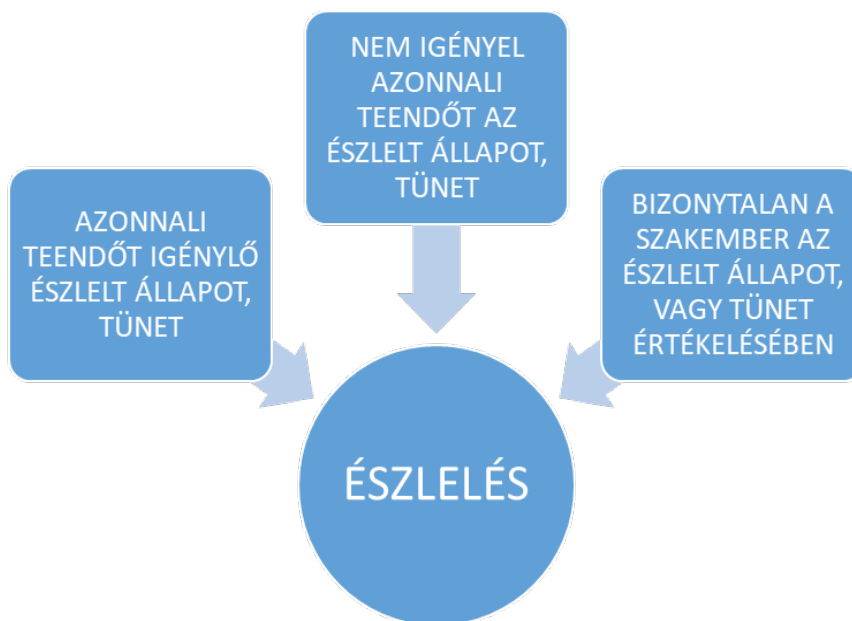 NEM IGÉNYEL
AZONNALI
TEENDŐT AZ
ÉSZLELT ÁLLAPOT,
TÜNET
AZONNALI
TEENDŐT IGÉNYLŐ
ÉSZLELT ÁLLAPOT,
TÜNET
BIZONYTALAN A
SZAKEMBER AZ
ÉSZLELT ÁLLAPOT,
VAGY TÜNET
ÉRTÉKELÉSÉBEN
ÉSZLELÉS